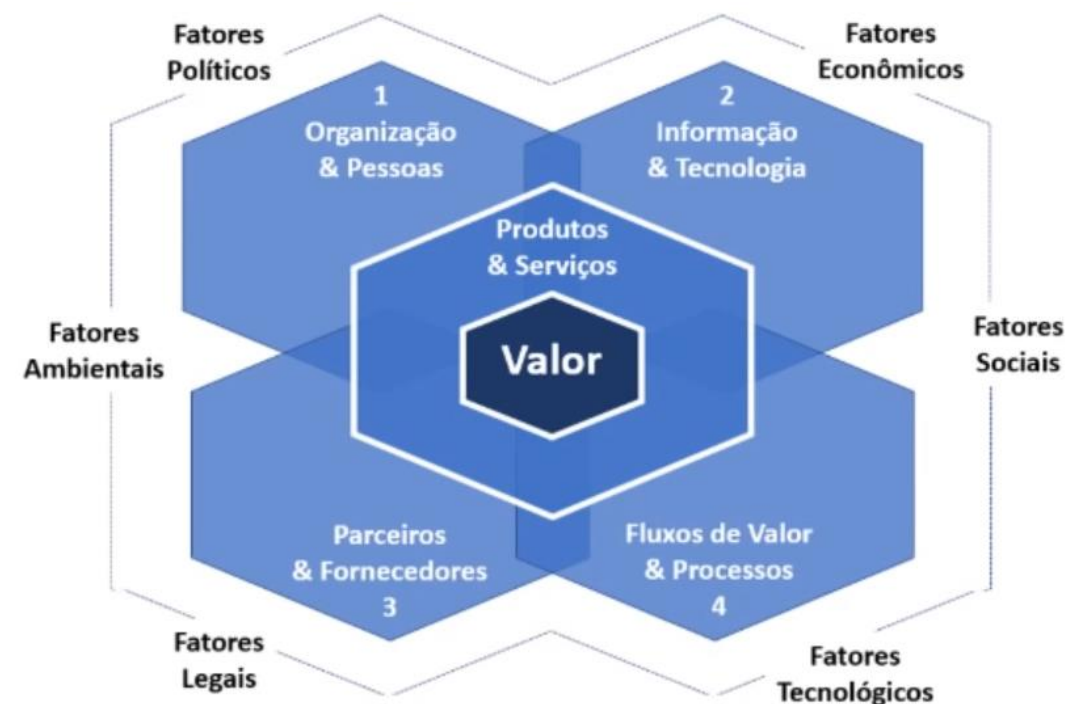 Fatores
Políticos
Fatores
Econômicos
1
Organização
& Pessoas
2
Informação
& Tecnologia
Produtos
& Serviços
Valor
Fatores
Ambientais
Fatores
Sociais
Parceiros
& Fornecedores
3
Fluxos de Valor
& Processos
4
Fatores
Legais
Fatores
Tecnológicos